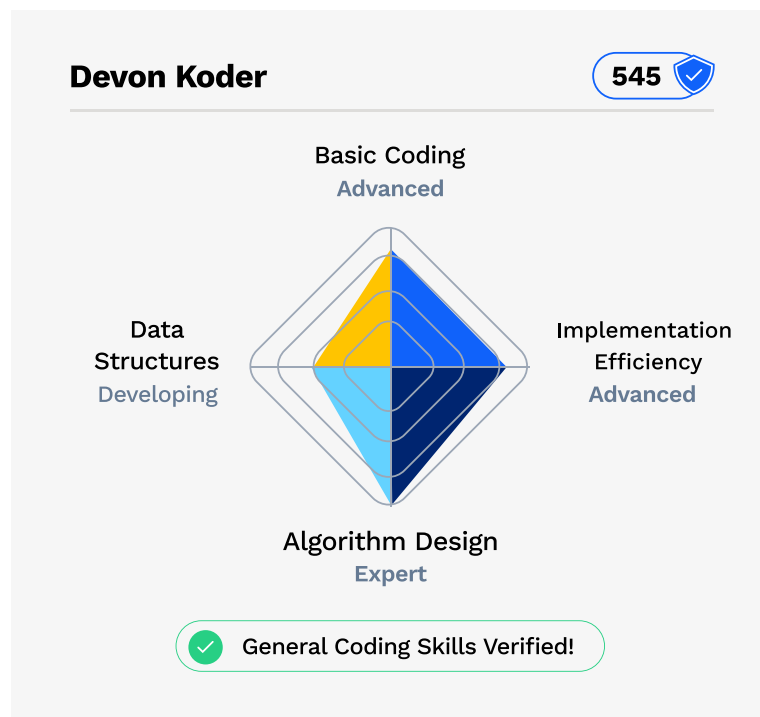 Devon Koder
545
Basic Coding
Advanced
Data
Structures
Developing
Implementation
Efficiency
Advanced
Algorithm Design
Expert
General Coding Skills Verified!